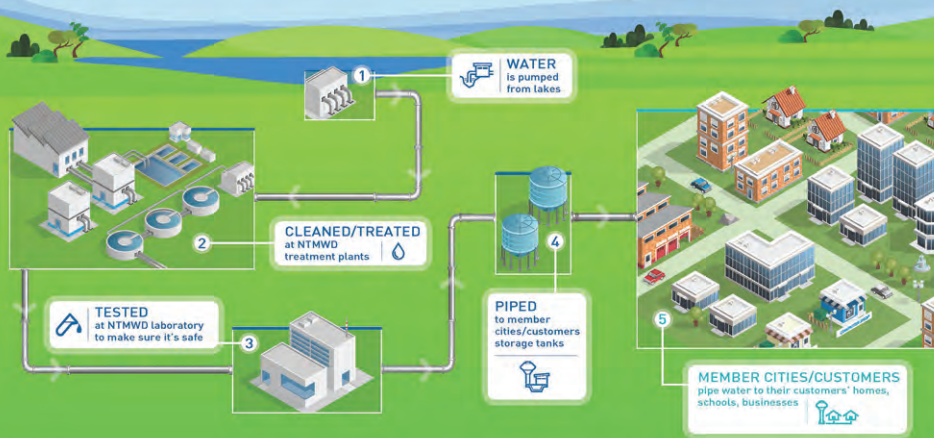 1
WATER
is pumped
from lakes
2
CLEANED/TREATED
at NTMWD
treatment plants
TESTED
at NTMWD laboratory
to make sure it's safe
3
4
PIPED
to member
cities/customers
storage tanks
5
MEMBER CITIES/CUSTOMERS
pipe water to their customers' homes,
schools, businesses